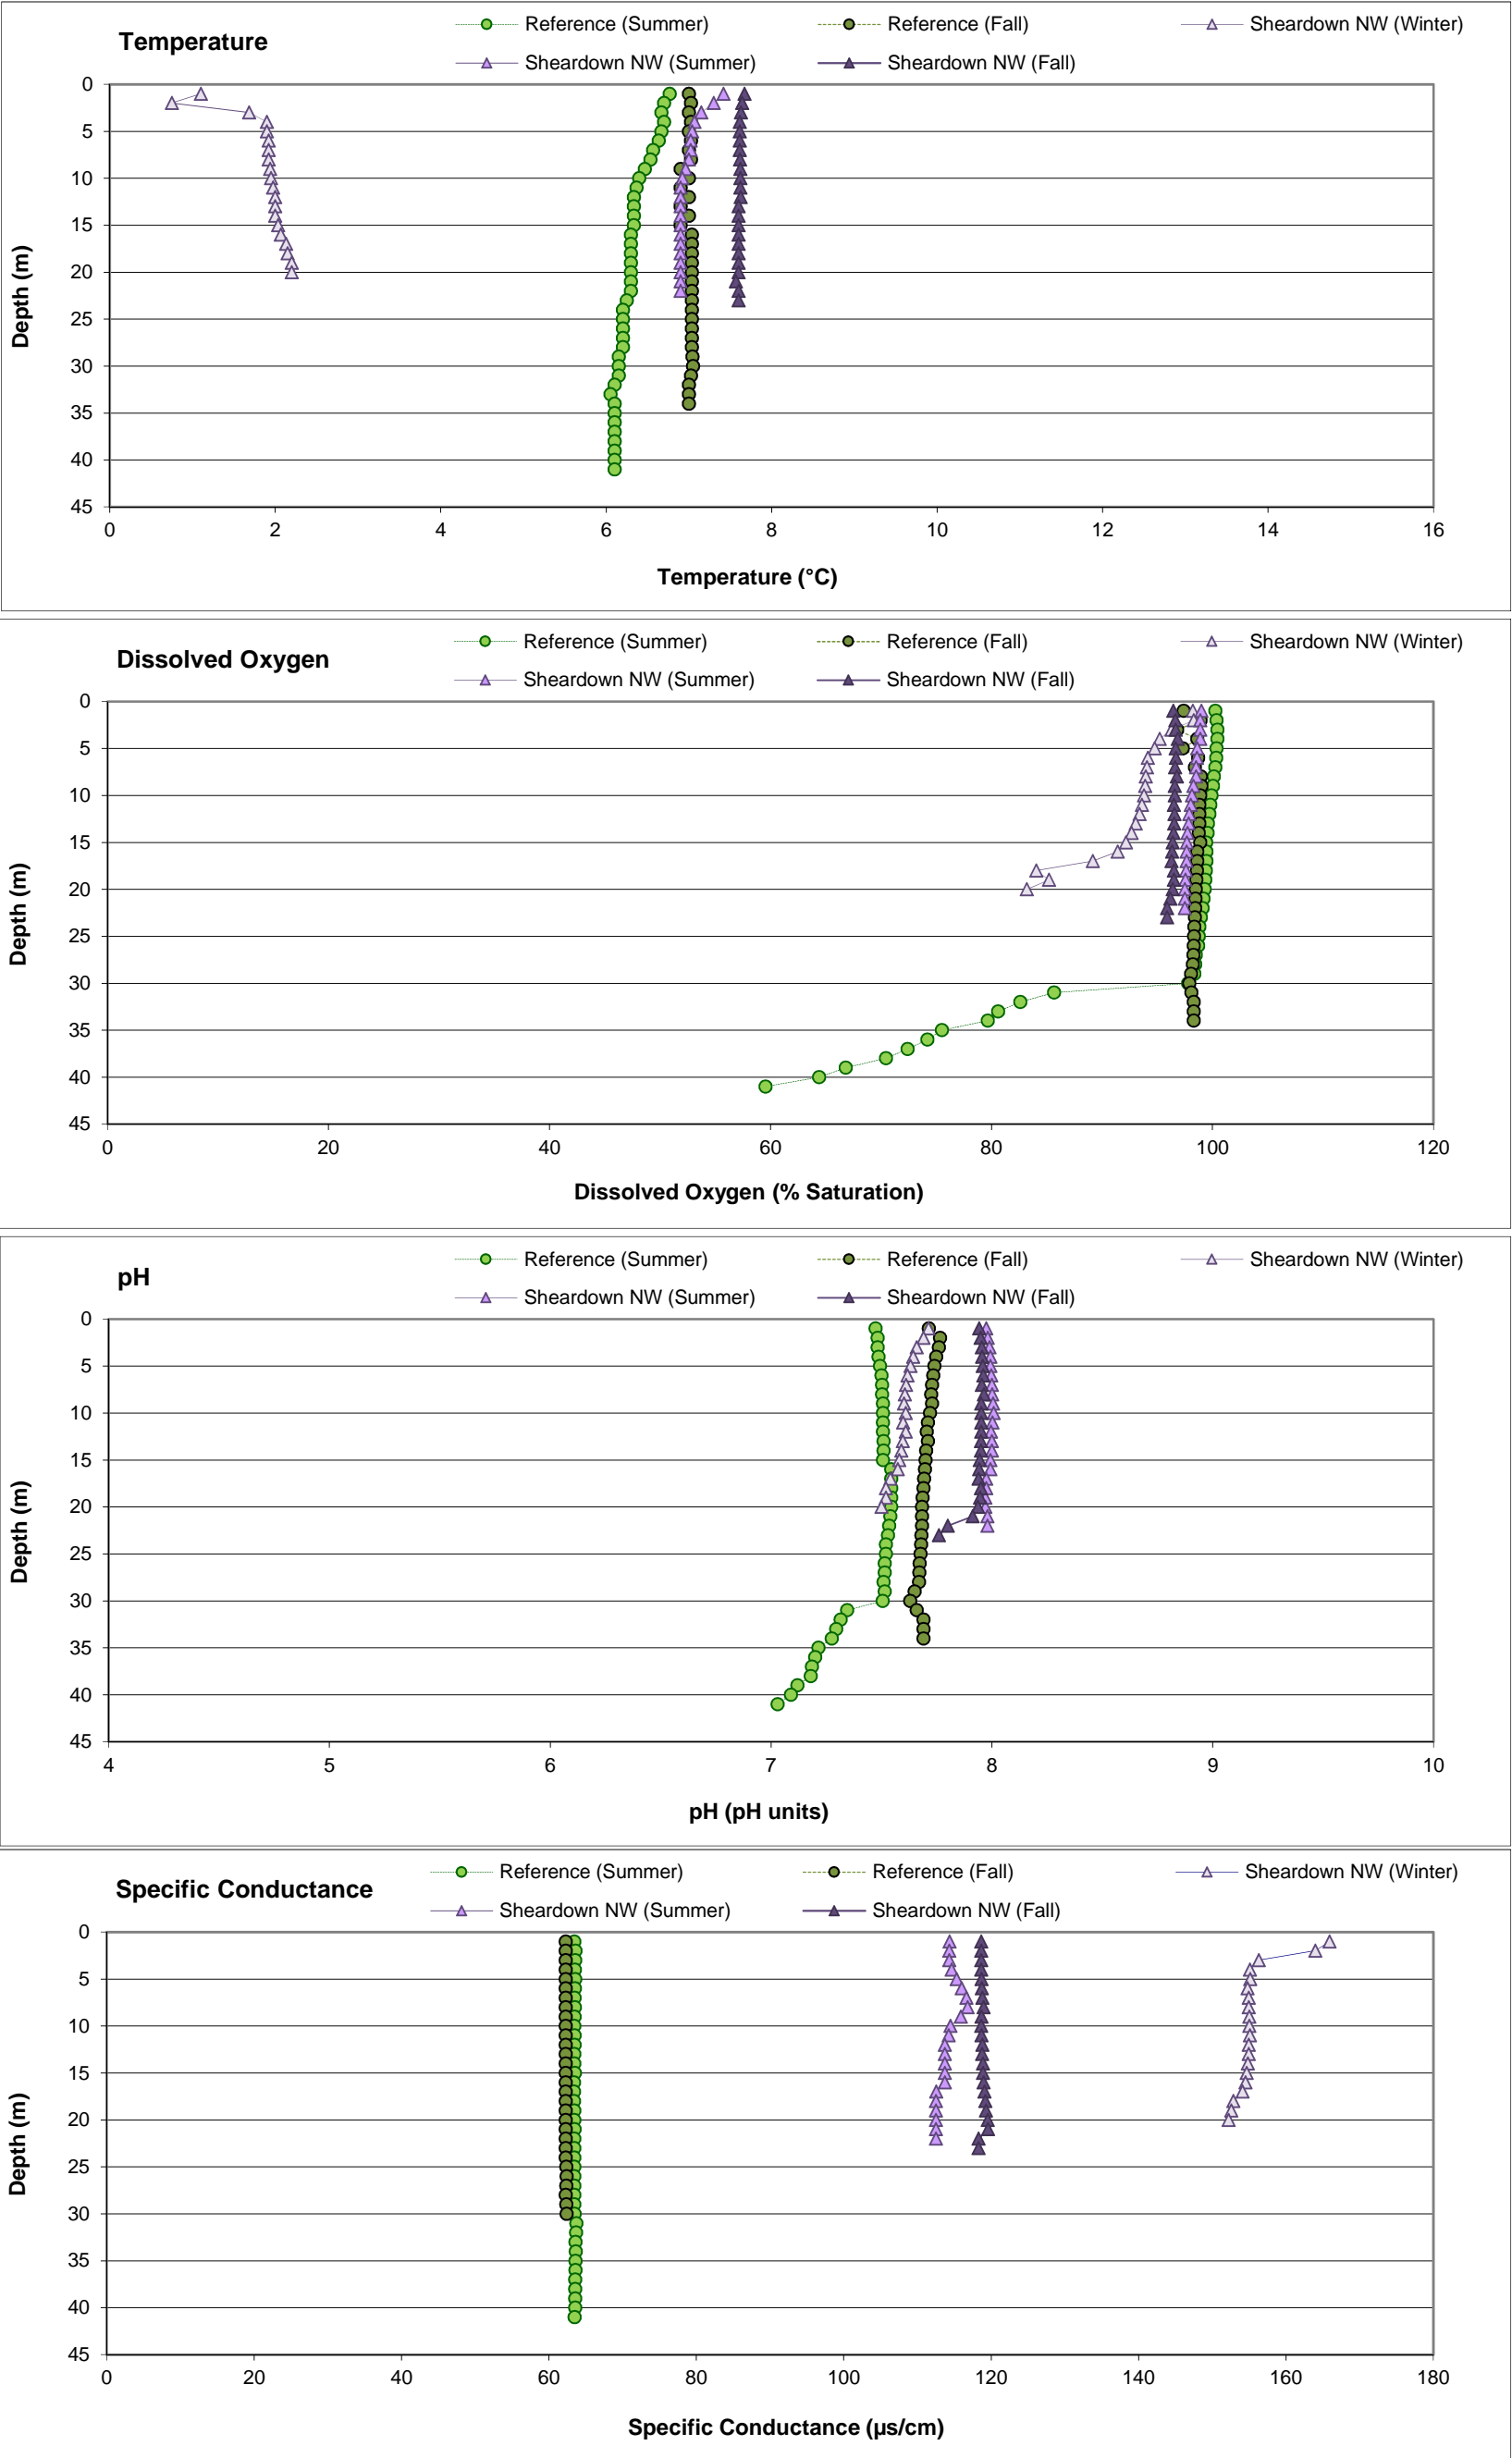 Temperature
Reference (Summer) Reference (Fall) Sheardown NW (Winter)
Sheardown NW (Summer) Sheardown NW (Fall)
0
5
10
15
20
25
30
35
40
45
Depth (m)
0 2 4 6 8 10 12 14 16
Temperature (°C)
Dissolved Oxygen
Reference (Summer) Reference (Fall) Sheardown NW (Winter)
Sheardown NW (Summer) Sheardown NW (Fall)
0
5
10
15
20
25
30
35
40
45
Depth (m)
0 20 40 60 80 100 120
Dissolved Oxygen (% Saturation)
pH
Reference (Summer) Reference (Fall) Sheardown NW (Winter)
Sheardown NW (Summer) Sheardown NW (Fall)
0
5
10
15
20
25
30
35
40
45
Depth (m)
4 5 6 7 8 9 10
pH (pH units)
Specific Conductance
Reference (Summer) Reference (Fall) Sheardown NW (Winter)
Sheardown NW (Summer) Sheardown NW (Fall)
0
5
10
15
20
25
30
35
40
45
Depth (m)
0 20 40 60 80 100 120 140 160 180
Specific Conductance (µs/cm)